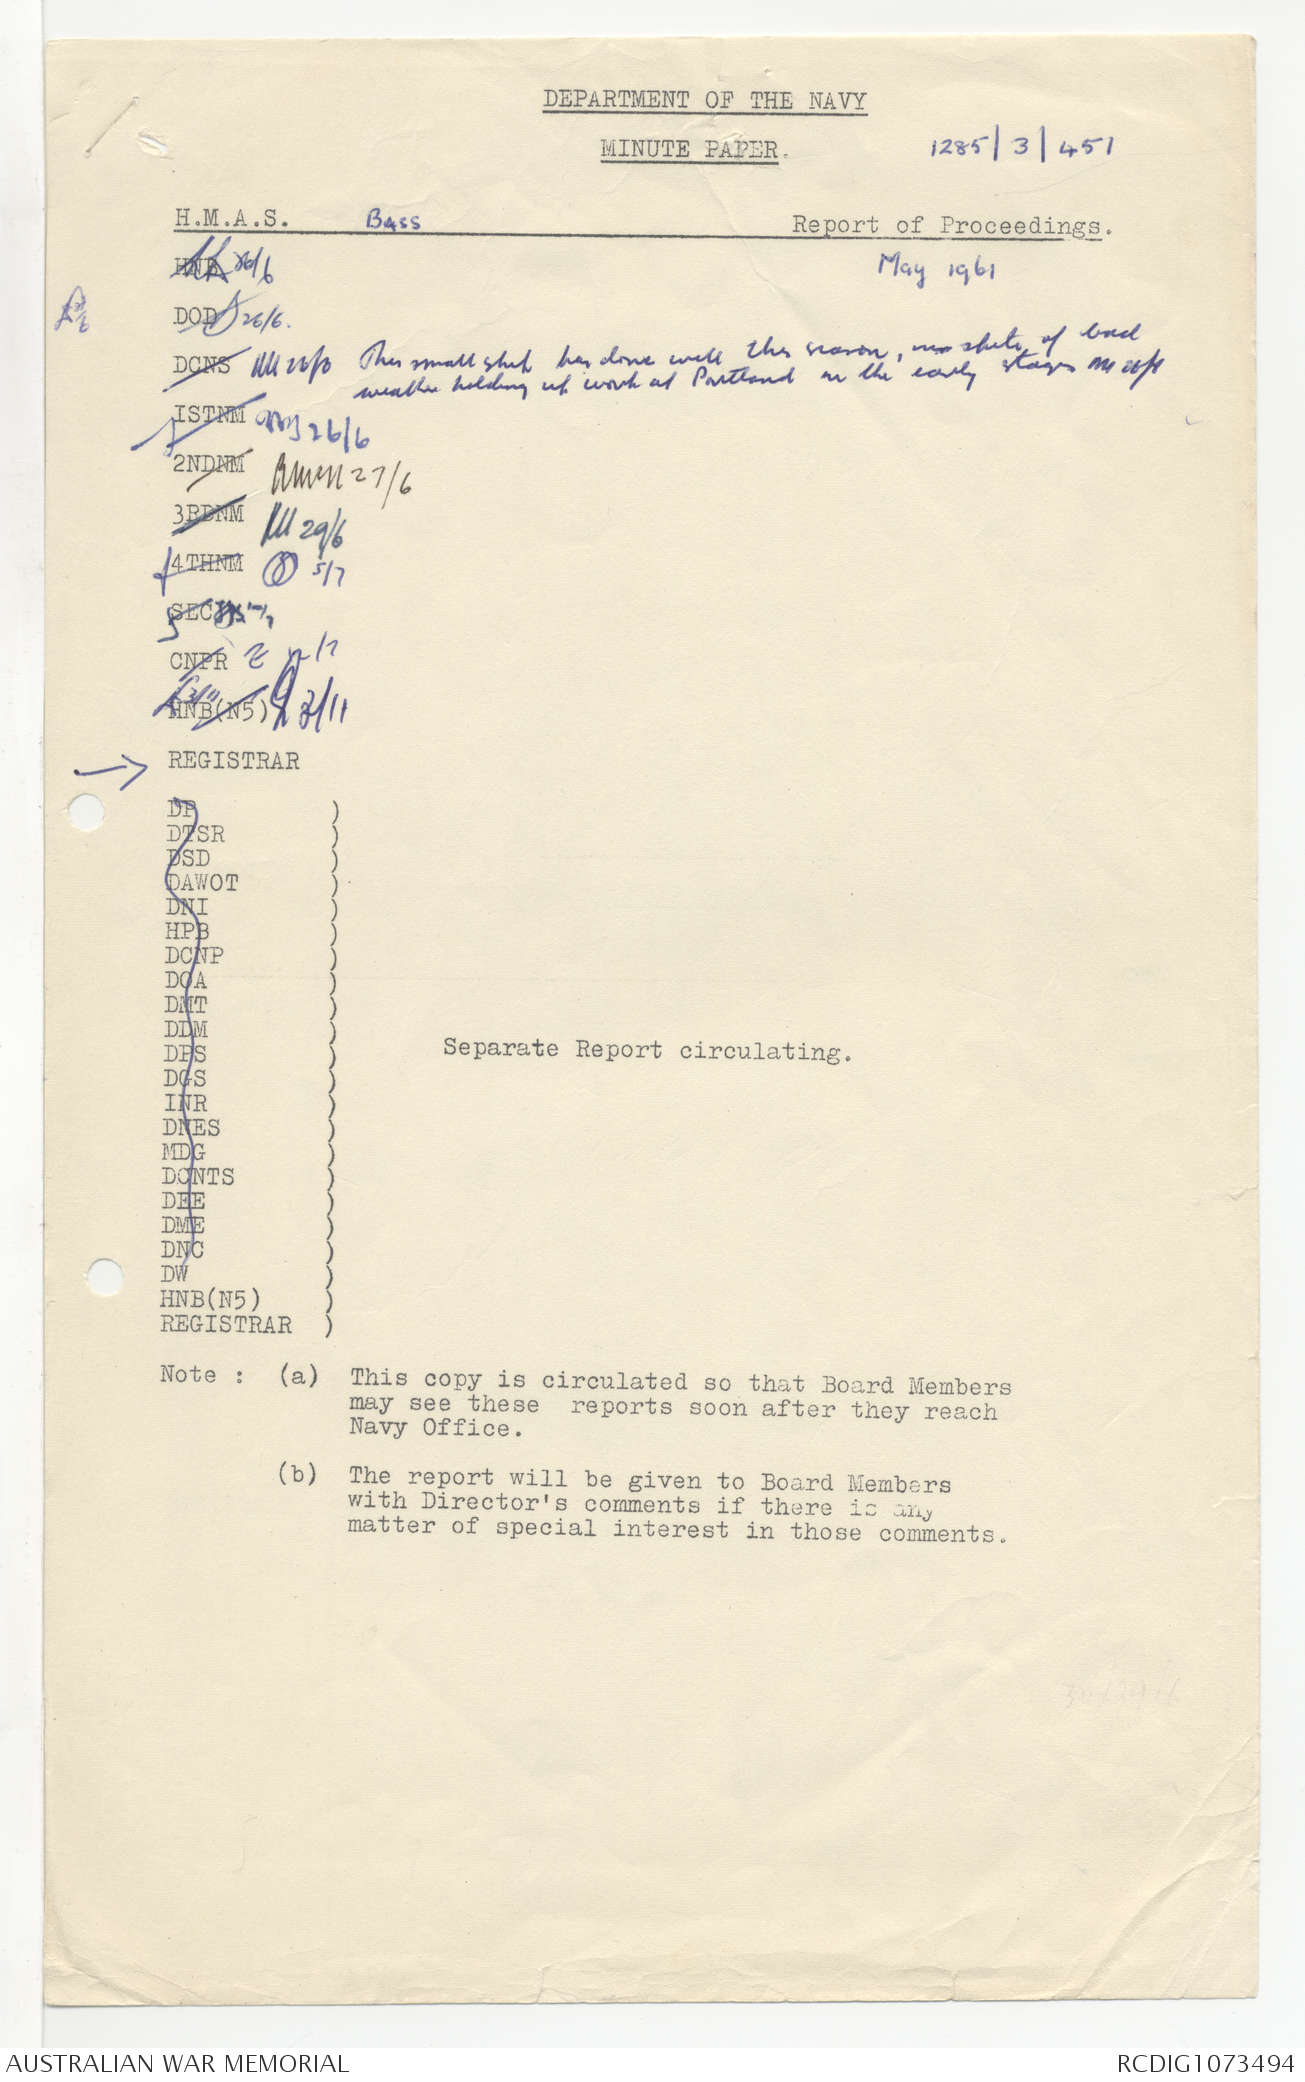 DEPARTMENT OF THE NAVY
MINUTE PAPER.
1285/3/451
H.M.A.S. Bass Report of Proceedings.
May 1961
HNB 26/6
DOD 26/6.
DCNS This small ship has done well this season, in spite of bad
weather holding up work at Portland in the early stages
1STNM 26/6
2NDNM 27/6
3RDNM 29/6
4THNM 5/7
SEC
CNPR
HNB(N5) 3/11
REGISTRAR
DP )
DTSR )
DSD )
DAWOT )
DNI )
HPB )
DCNP )
DOA )
DMT )
DDM )
DPS ) Separate Report circulating.
DGS )
INR )
DNES )
MDG )
DCNTS )
DEE )
DME )
DNC )
DW )
HNB(N5) )
REGISTRAR )
Note : (a) This copy is circulated so that Board Members
may see these reports soon after they reach
Navy Office.
(b) The report will be given to Board Members
with Director's comments if there is any
matter of special interest in those comments.
AUSTRALIAN WAR MEMORIAL RCDIG1073494